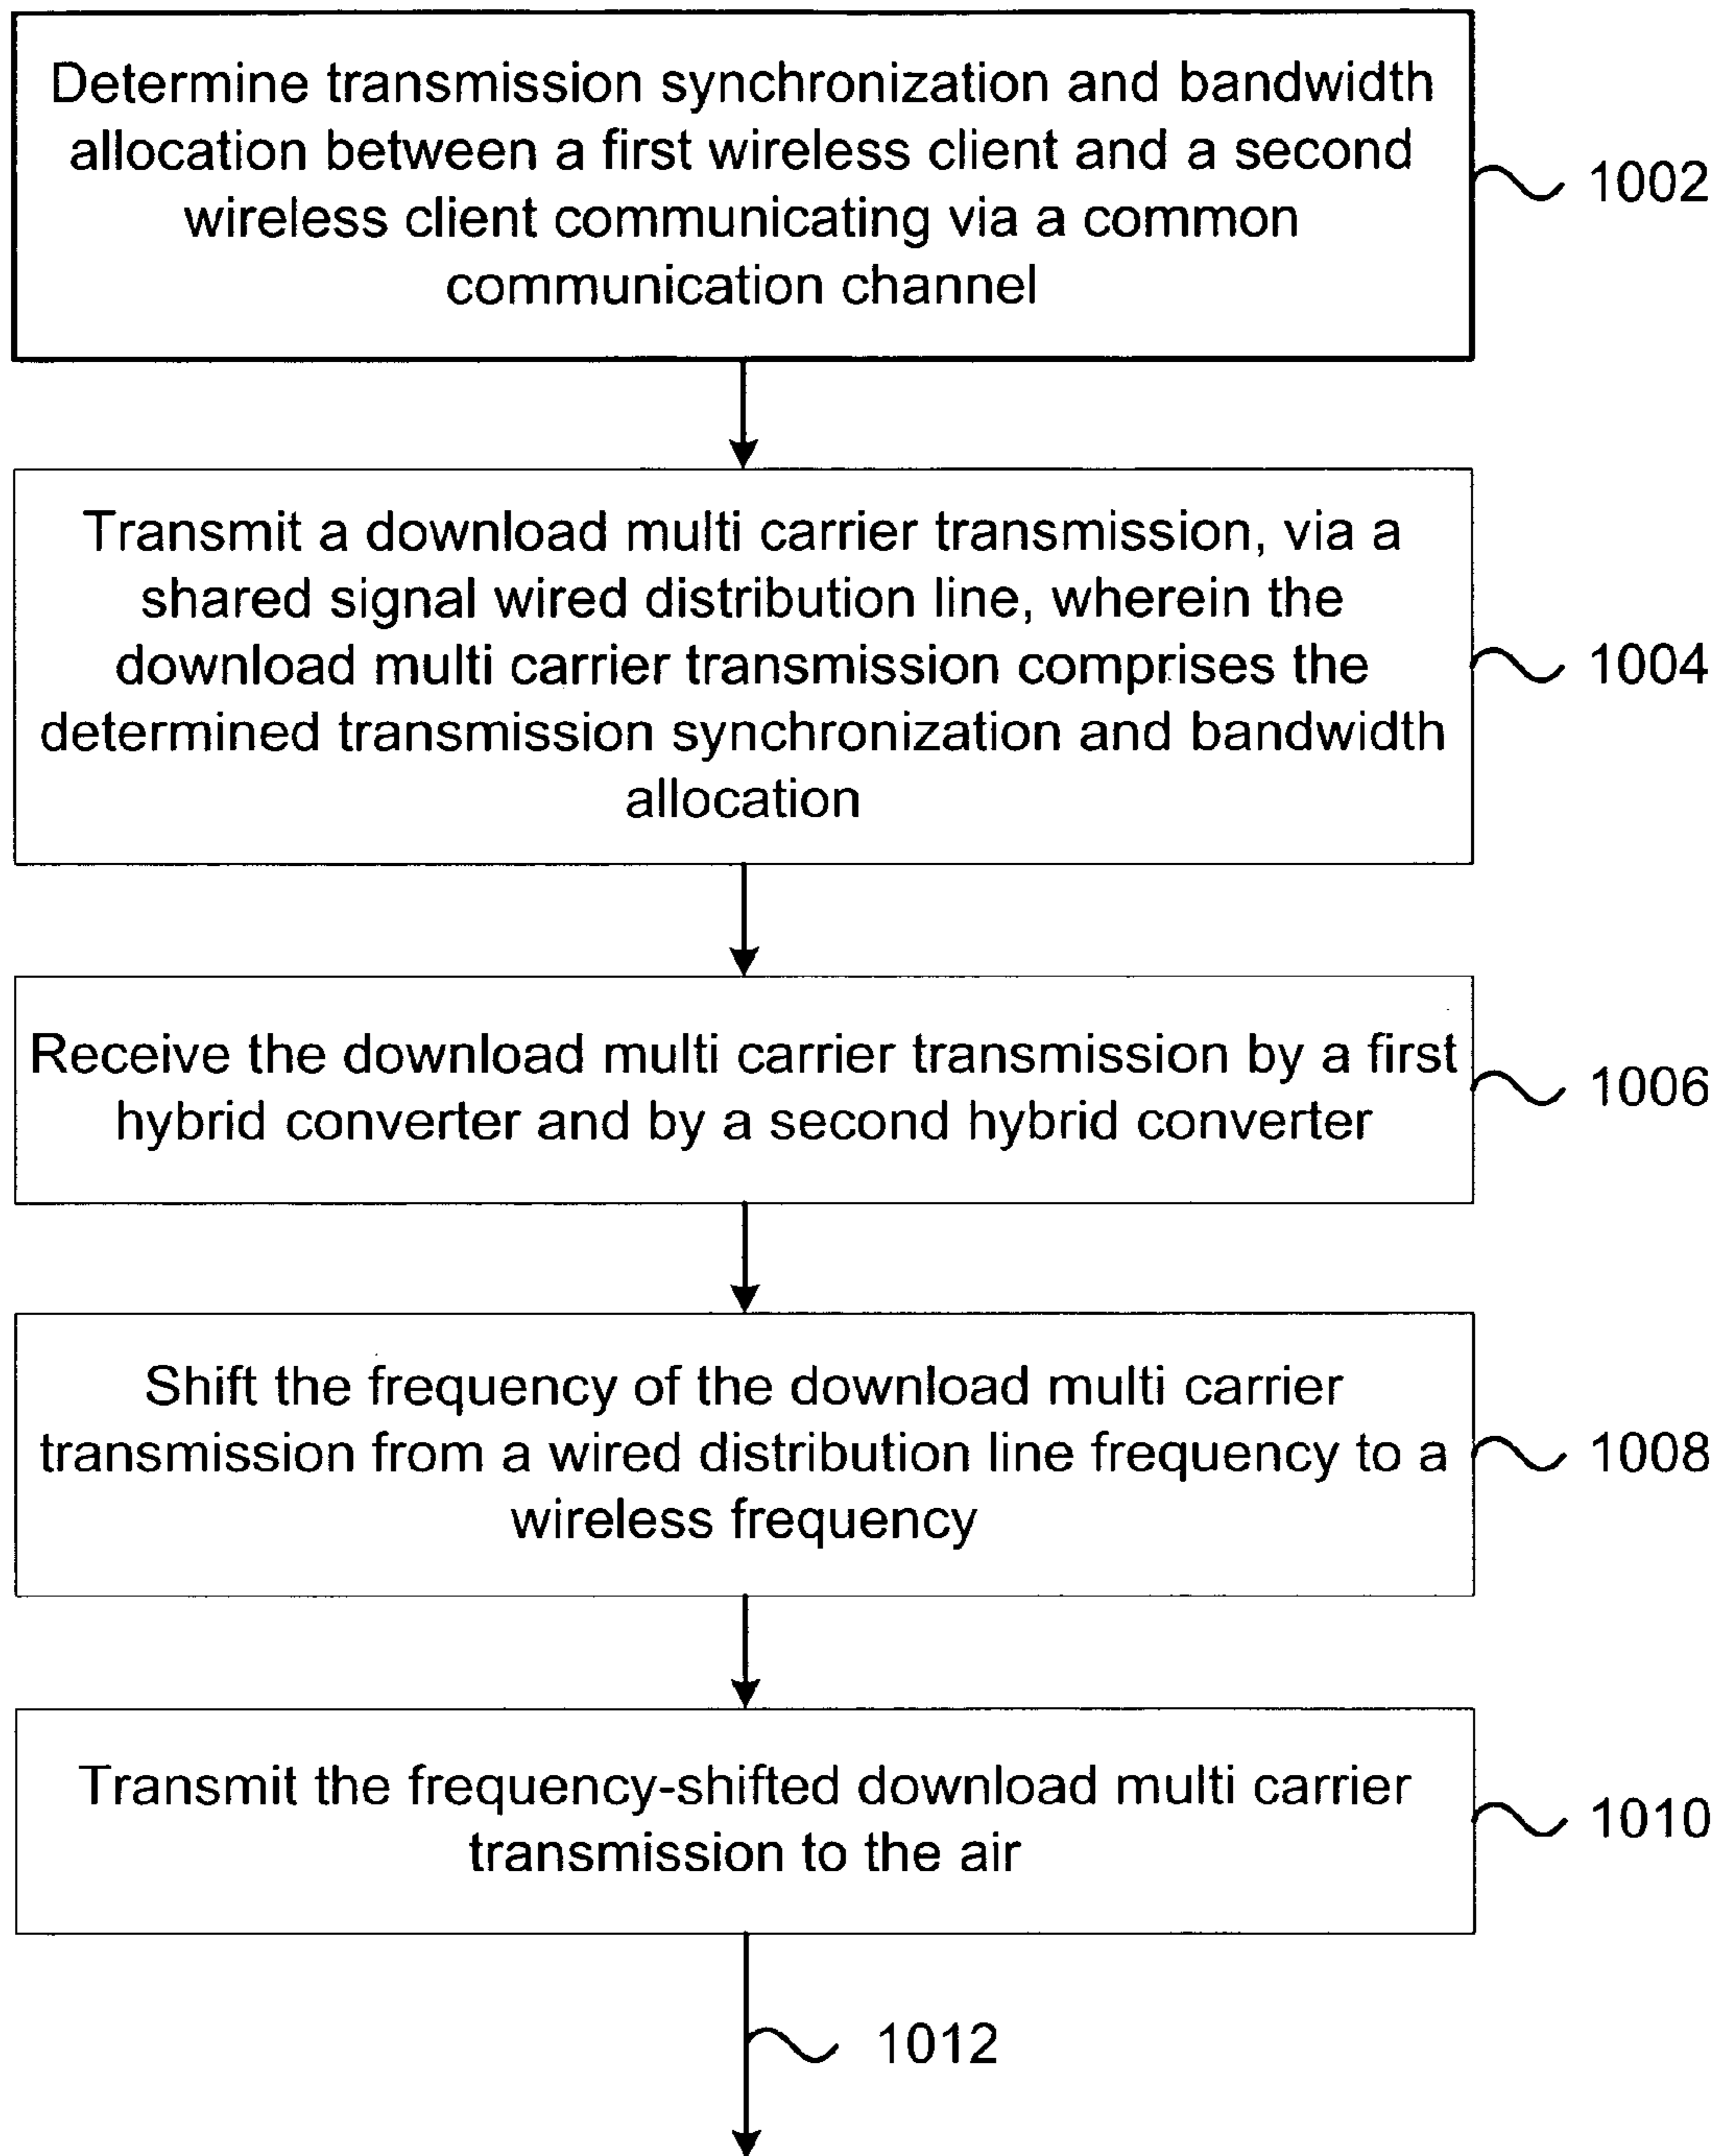 Determine transmission synchronization and bandwidth
allocation between a first wireless client and a second
wireless client communicating via a common
communication channel
1002
Transmit a download multi carrier transmission, via a
shared signal wired distribution line, wherein the
download multi carrier transmission comprises the
determined transmission synchronization and bandwidth
allocation
1004
Receive the download multi carrier transmission by a first
hybrid converter and by a second hybrid converter
1006
Shift the frequency of the download multi carrier
transmission from a wired distribution line frequency to a
wireless frequency
1008
Transmit the frequency-shifted download multi carrier
transmission to the air
1010
1012